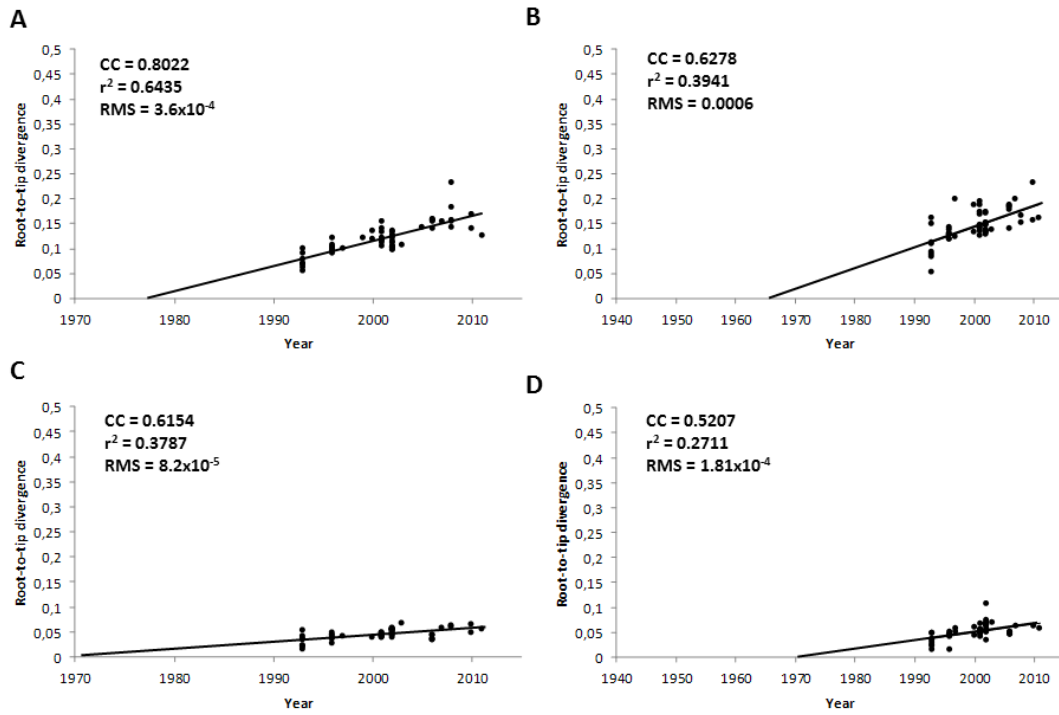 A
CC = 0.8022
r² = 0.6435
RMS = 3.6x10⁻⁴
Root-to-tip divergence
0,5
0,45
0,4
0,35
0,3
0,25
0,2
0,15
0,1
0,05
0
1970 1980 1990 2000 2010
Year
B
CC = 0.6278
r² = 0.3941
RMS = 0.0006
Root-to-tip divergence
0,5
0,45
0,4
0,35
0,3
0,25
0,2
0,15
0,1
0,05
0
1940 1950 1960 1970 1980 1990 2000 2010
Year
C
CC = 0.6154
r² = 0.3787
RMS = 8.2x10⁻⁵
Root-to-tip divergence
0,5
0,45
0,4
0,35
0,3
0,25
0,2
0,15
0,1
0,05
0
1970 1980 1990 2000 2010
Year
D
CC = 0.5207
r² = 0.2711
RMS = 1.81x10⁻⁴
Root-to-tip divergence
0,5
0,45
0,4
0,35
0,3
0,25
0,2
0,15
0,1
0,05
0
1940 1950 1960 1970 1980 1990 2000 2010
Year